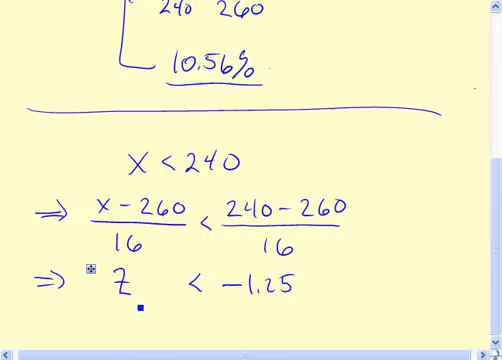 240 260
10.56%
X < 240
⇒ X - 260 / 16 < 240 - 260 / 16
⇒ Z < -1.25